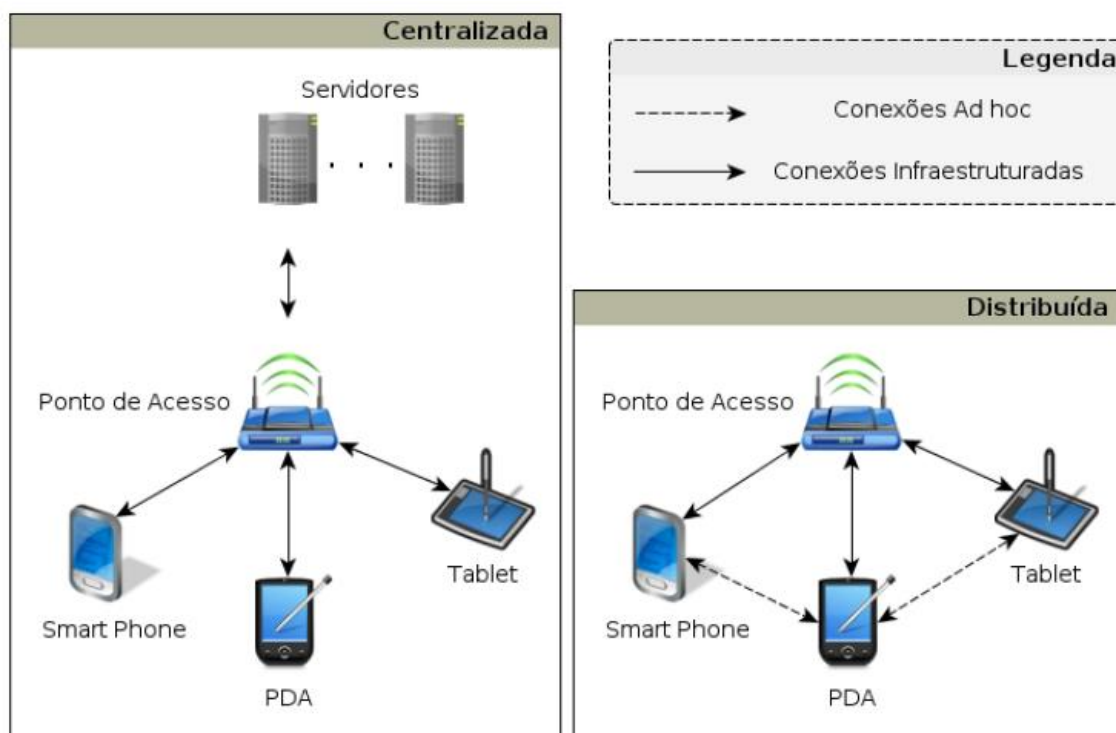 Centralizada
Servidores
Ponto de Acesso
Smart Phone
Tablet
PDA
Legenda
Conexões Ad hoc
Conexões Infraestruturadas
Distribuída
Ponto de Acesso
Smart Phone
Tablet
PDA